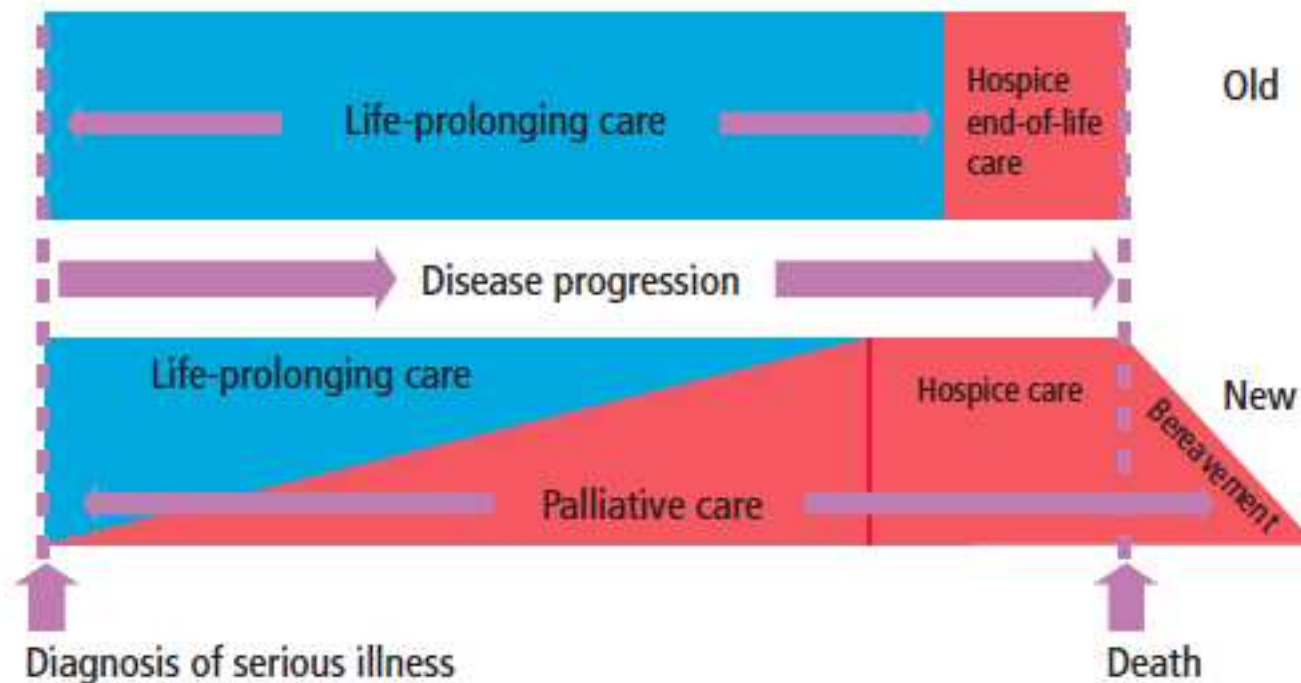 Life-prolonging care
Hospice
end-of-life
care
Old
Disease progression
Life-prolonging care
Hospice care
New
Bereavement
Palliative care
Diagnosis of serious illness
Death